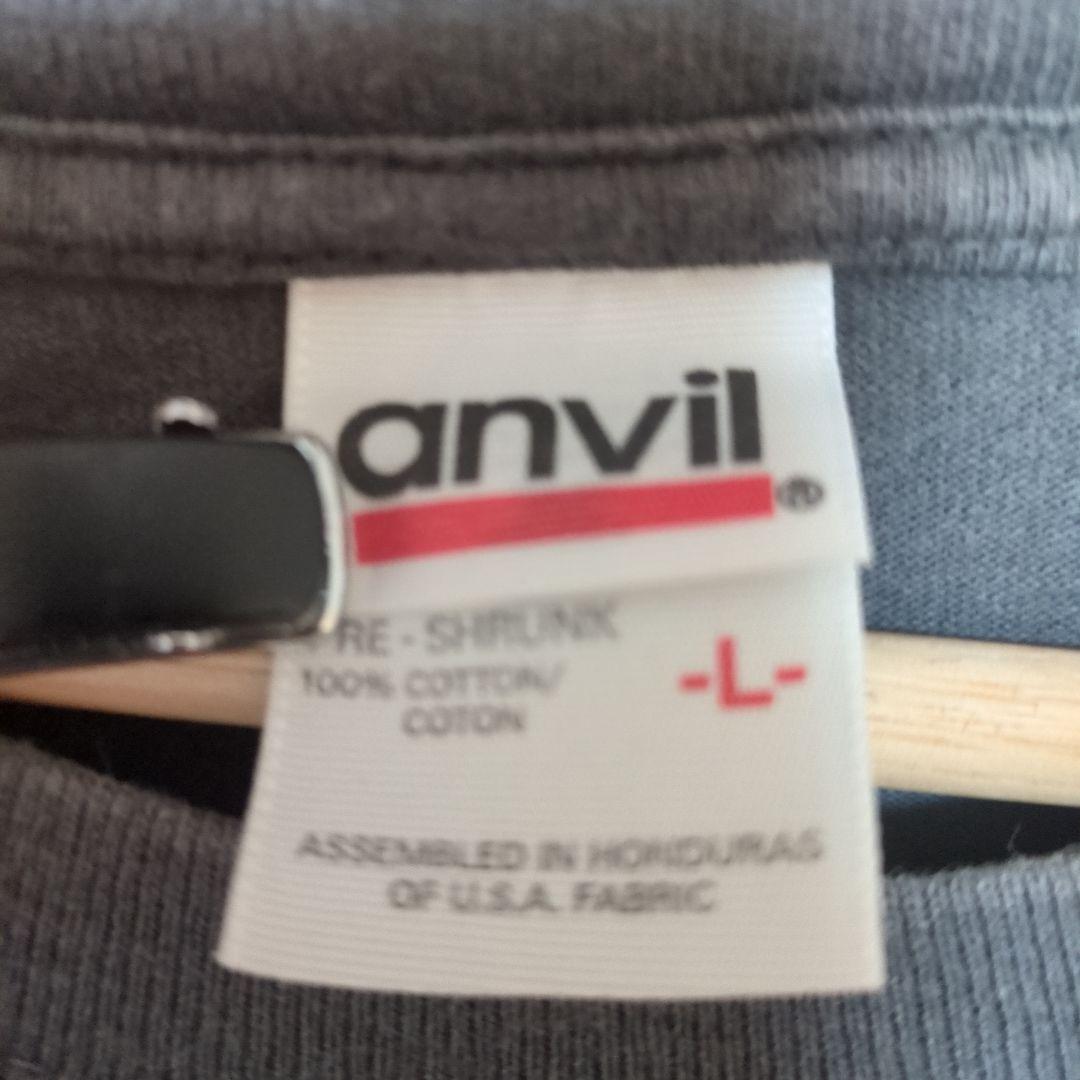 anvil®
PRE-SHRUNK
100% COTTON/
COTON
-L-
ASSEMBLED IN HONDURAS
OF U.S.A. FABRIC